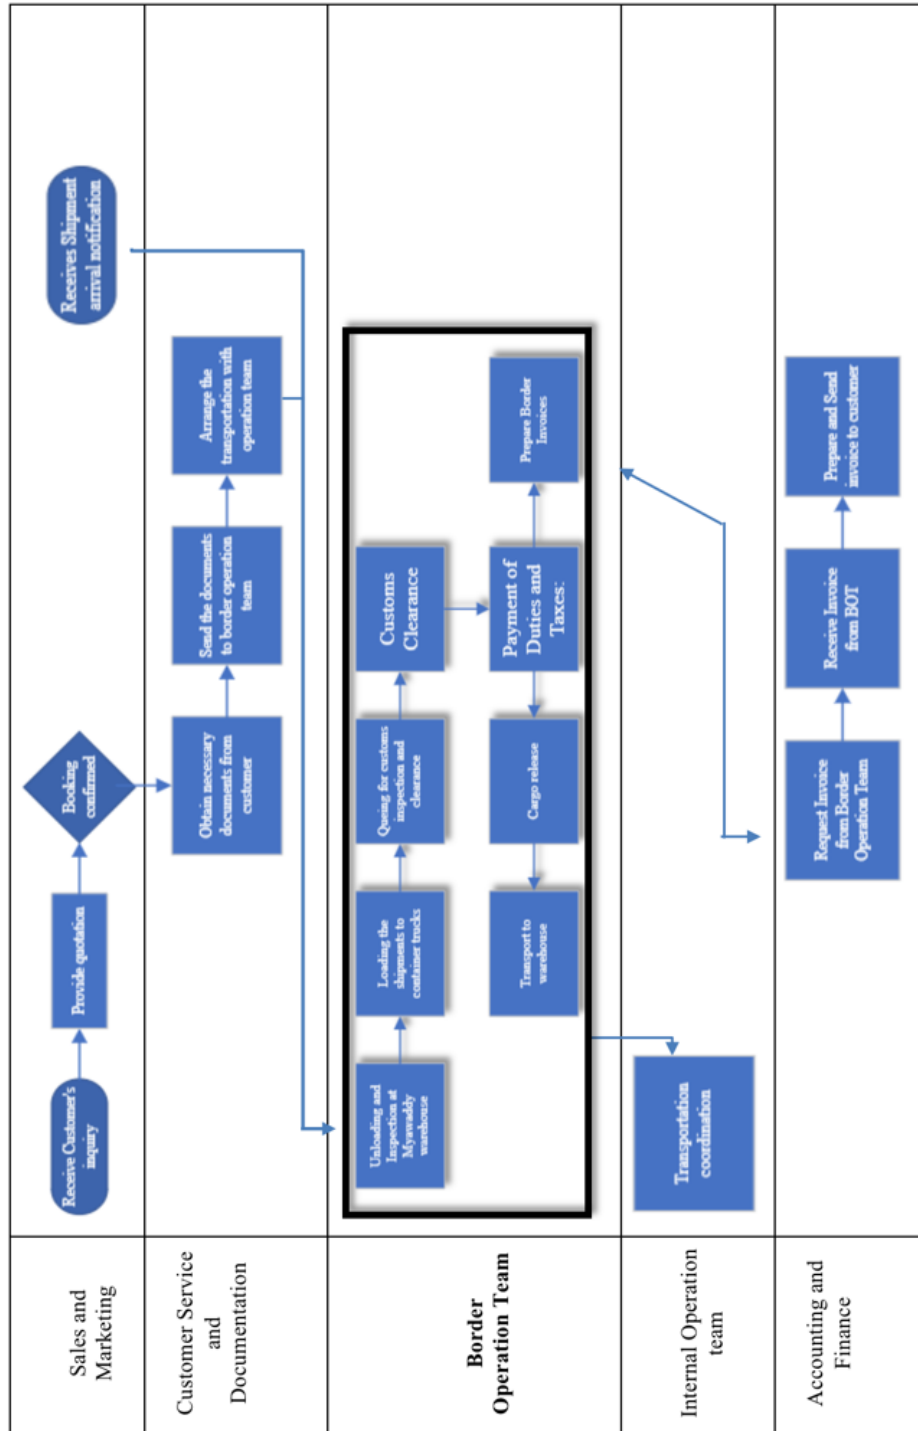 Sales and
Marketing
Receive Customer's
inquiry
Provide quotation
Booking
confirmed
Receives Shipment
arrival notification
Customer Service
and
Documentation
Obtain necessary
documents from
customer
Send the documents
to border operation
team
Arrange the
transportation with
operation team
Border
Operation Team
Unloading and
Inspection at
Myawaddy
warehouse
Loading the
shipments to
container trucks
Queing for customs
inspection and
clearance
Customs
Clearance
Transport to
warehouse
Cargo release
Payment of
Duties and
Taxes:
Prepare Border
Invoices
Internal Operation
team
Transportation
coordination
Accounting and
Finance
Request Invoice
from Border
Operation Team
Receive Invoice
from BOT
Prepare and Send
invoice to customer